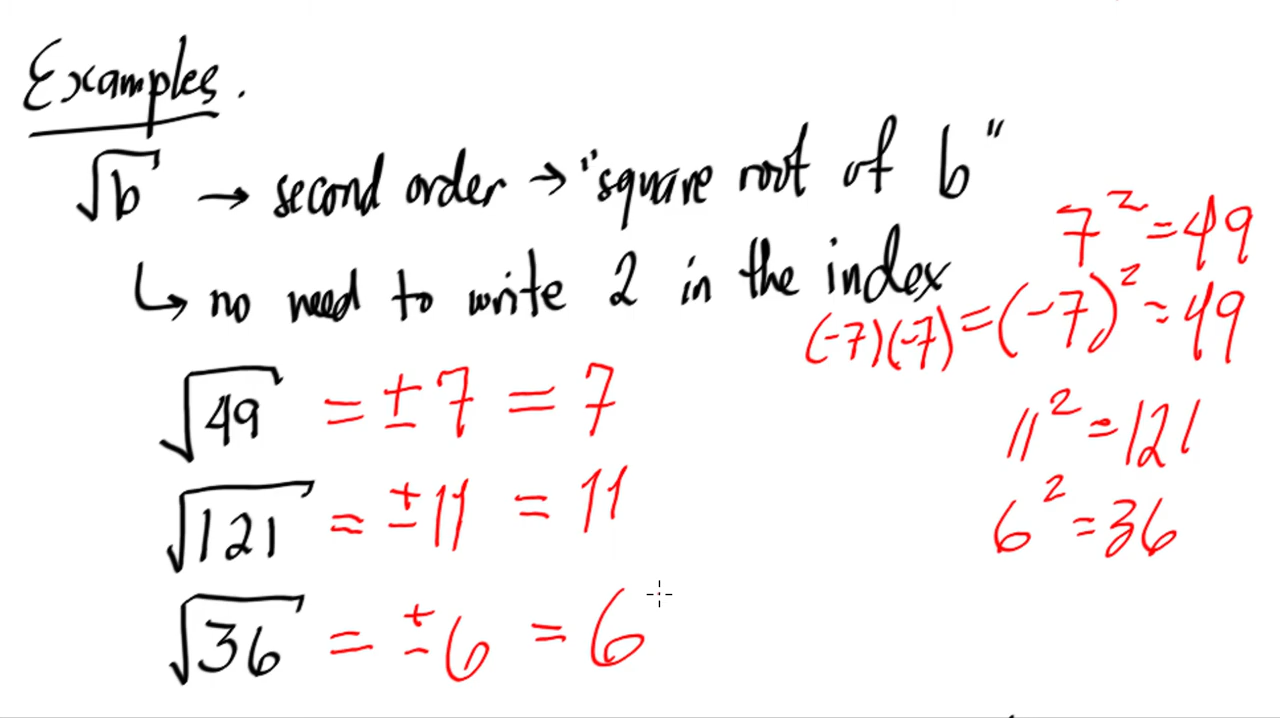 Examples.
√b → second order → "square root of b"
↳ no need to write 2 in the index
7² = 49
(-7)(-7) = (-7)² = 49
√49 = ±7 = 7
11² = 121
√121 = ±11 = 11
6² = 36
√36 = ±6 = 6